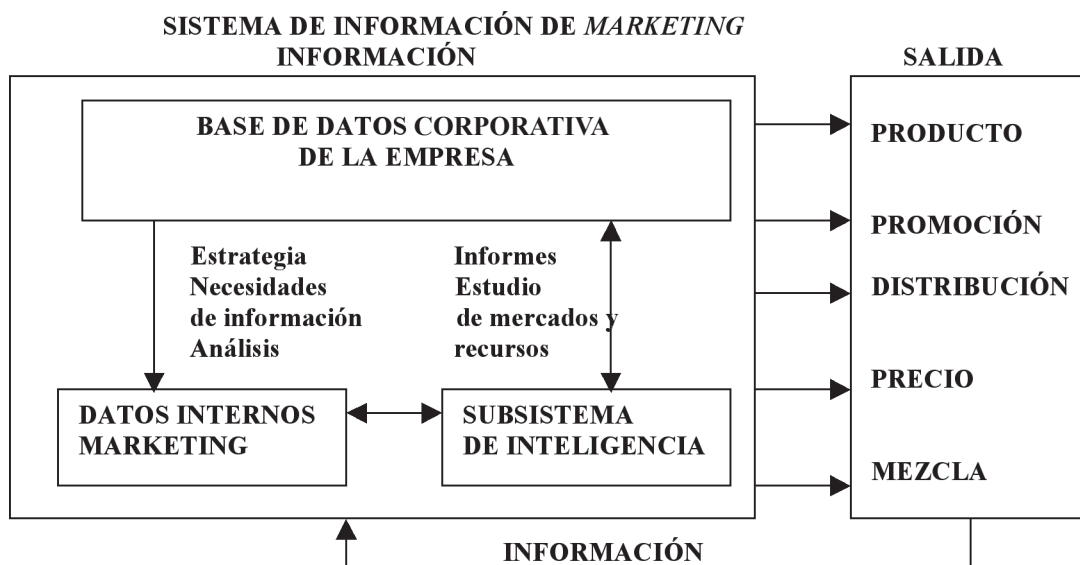 SISTEMA DE INFORMACIÓN DE MARKETING
INFORMACIÓN
SALIDA
BASE DE DATOS CORPORATIVA
DE LA EMPRESA
Estrategia
Necesidades
de información
Análisis
Informes
Estudio
de mercados y
recursos
DATOS INTERNOS
MARKETING
SUBSISTEMA
DE INTELIGENCIA
PRODUCTO
PROMOCIÓN
DISTRIBUCIÓN
PRECIO
MEZCLA
INFORMACIÓN